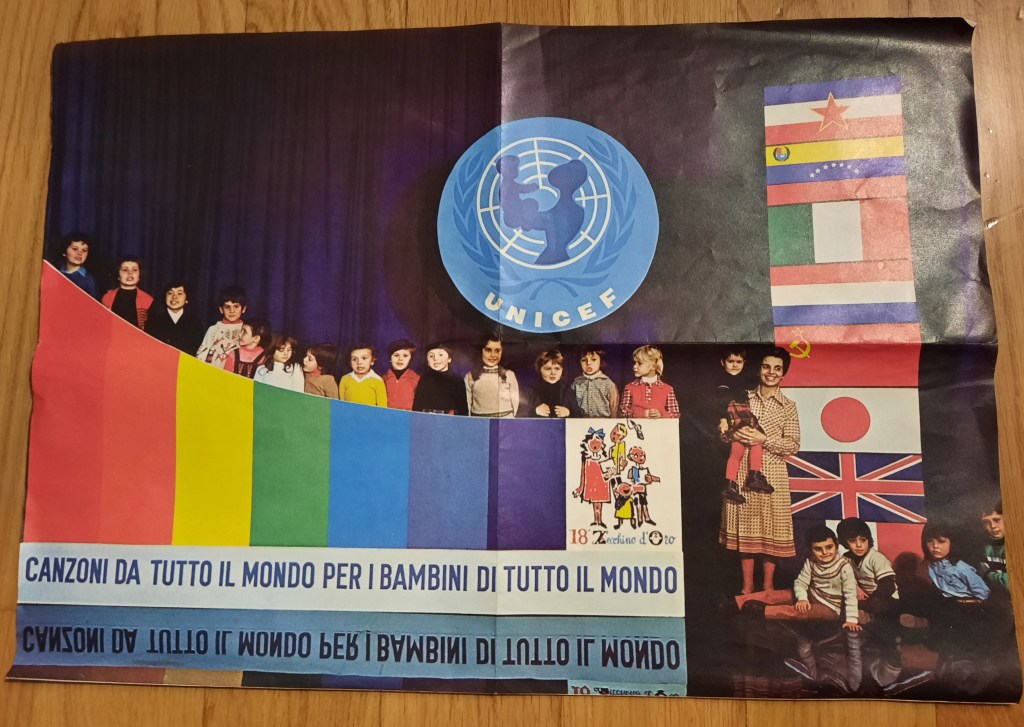 UNICEF
18° Zecchino d'Oro
CANZONI DA TUTTO IL MONDO PER I BAMBINI DI TUTTO IL MONDO
CANZONI DA TUTTO IL MONDO PER I BAMBINI DI TUTTO IL MONDO